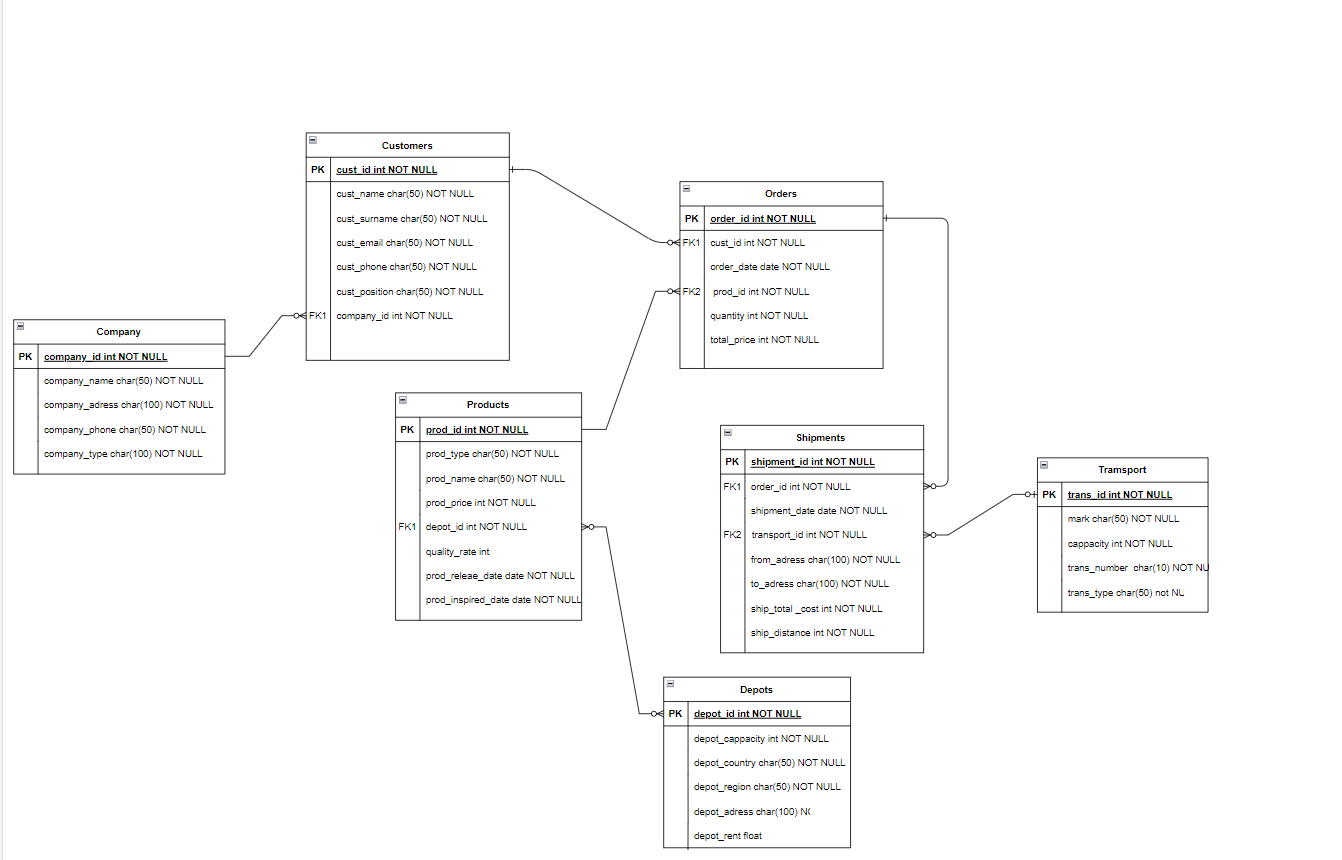 Customers
PK cust_id int NOT NULL
cust_name char(50) NOT NULL
cust_surname char(50) NOT NULL
cust_email char(50) NOT NULL
cust_phone char(50) NOT NULL
cust_position char(50) NOT NULL
FK1 company_id int NOT NULL
Orders
PK order_id int NOT NULL
FK1 cust_id int NOT NULL
order_date date NOT NULL
FK2 prod_id int NOT NULL
quantity int NOT NULL
total_price int NOT NULL
Company
PK company_id int NOT NULL
company_name char(50) NOT NULL
company_adress char(100) NOT NULL
company_phone char(50) NOT NULL
company_type char(100) NOT NULL
Products
PK prod_id int NOT NULL
prod_type char(50) NOT NULL
prod_name char(50) NOT NULL
prod_price int NOT NULL
FK1 depot_id int NOT NULL
quality_rate int
prod_releae_date date NOT NULL
prod_inspired_date date NOT NULL
Shipments
PK shipment_id int NOT NULL
FK1 order_id int NOT NULL
shipment_date date NOT NULL
FK2 transport_id int NOT NULL
from_adress char(100) NOT NULL
to_adress char(100) NOT NULL
ship_total _cost int NOT NULL
ship_distance int NOT NULL
Transport
PK trans_id int NOT NULL
mark char(50) NOT NULL
cappacity int NOT NULL
trans_number char(10) NOT NU
trans_type char(50) not NU
Depots
PK depot_id int NOT NULL
depot_cappacity int NOT NULL
depot_country char(50) NOT NULL
depot_region char(50) NOT NULL
depot_adress char(100) NO
depot_rent float